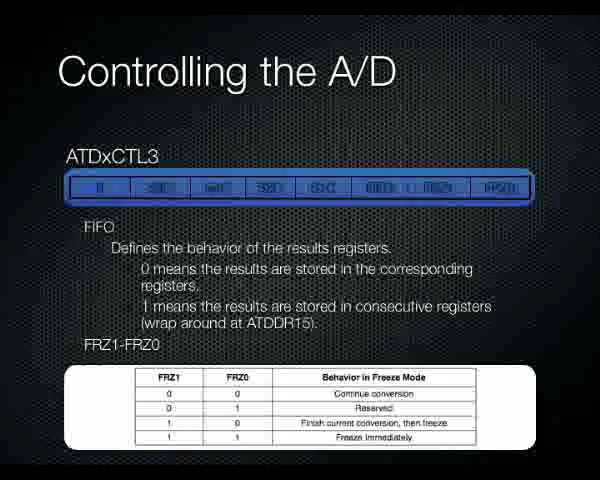 Controlling the A/D
ATDxCTL3
FIFO
Defines the behavior of the results registers.
0 means the results are stored in the corresponding
registers.
1 means the results are stored in consecutive registers
(wrap around at ATDDR15).
FRZ1-FRZ0
FRZ1 FRZ0 Behavior in Freeze Mode
0 0 Continue conversion
0 1 Reserved
1 0 Finish current conversion, then freeze
1 1 Freeze Immediately